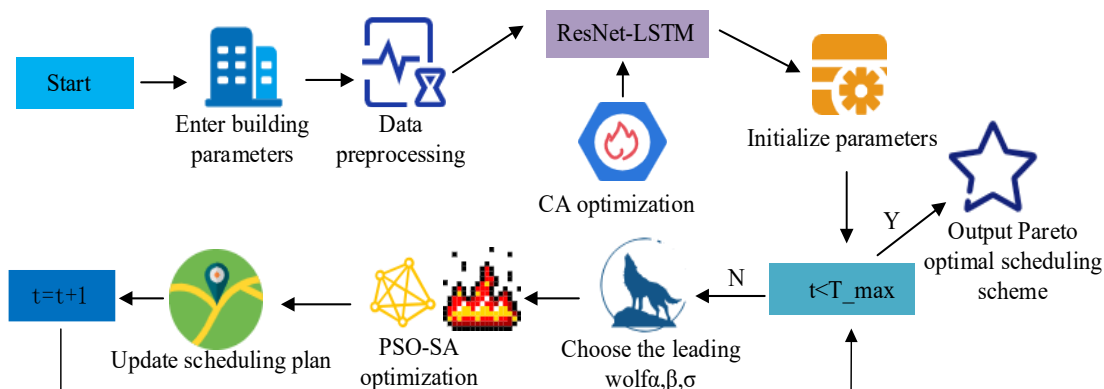 Start
Enter building
parameters
Data
preprocessing
ResNet-LSTM
CA optimization
Initialize parameters
Output Pareto
optimal scheduling
scheme
Y
t<T_max
N
Choose the leading
wolfα,β,σ
PSO-SA
optimization
Update scheduling plan
t=t+1